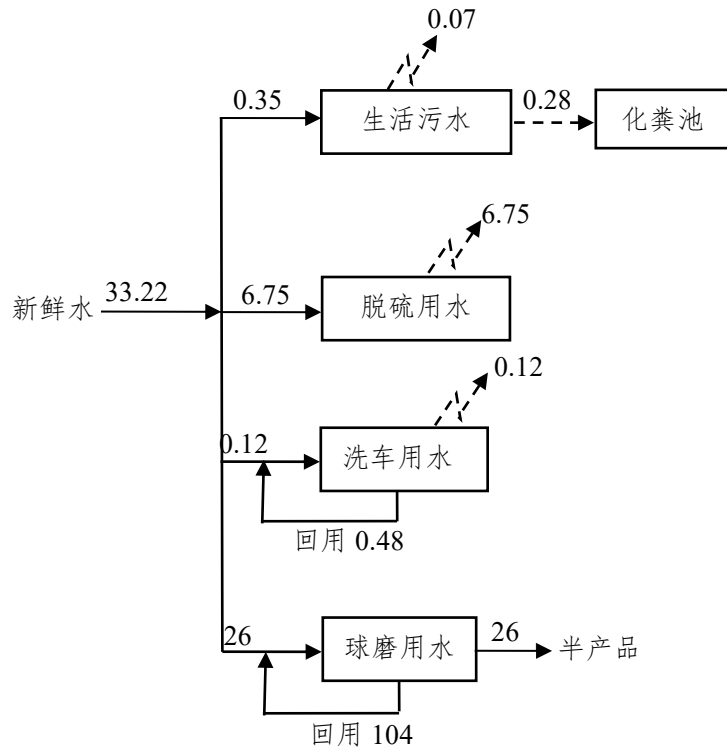 0.07
0.35
生活污水
0.28
化粪池
6.75
新鲜水
33.22
6.75
脱硫用水
0.12
0.12
洗车用水
回用 0.48
26
球磨用水
26
半产品
回用 104